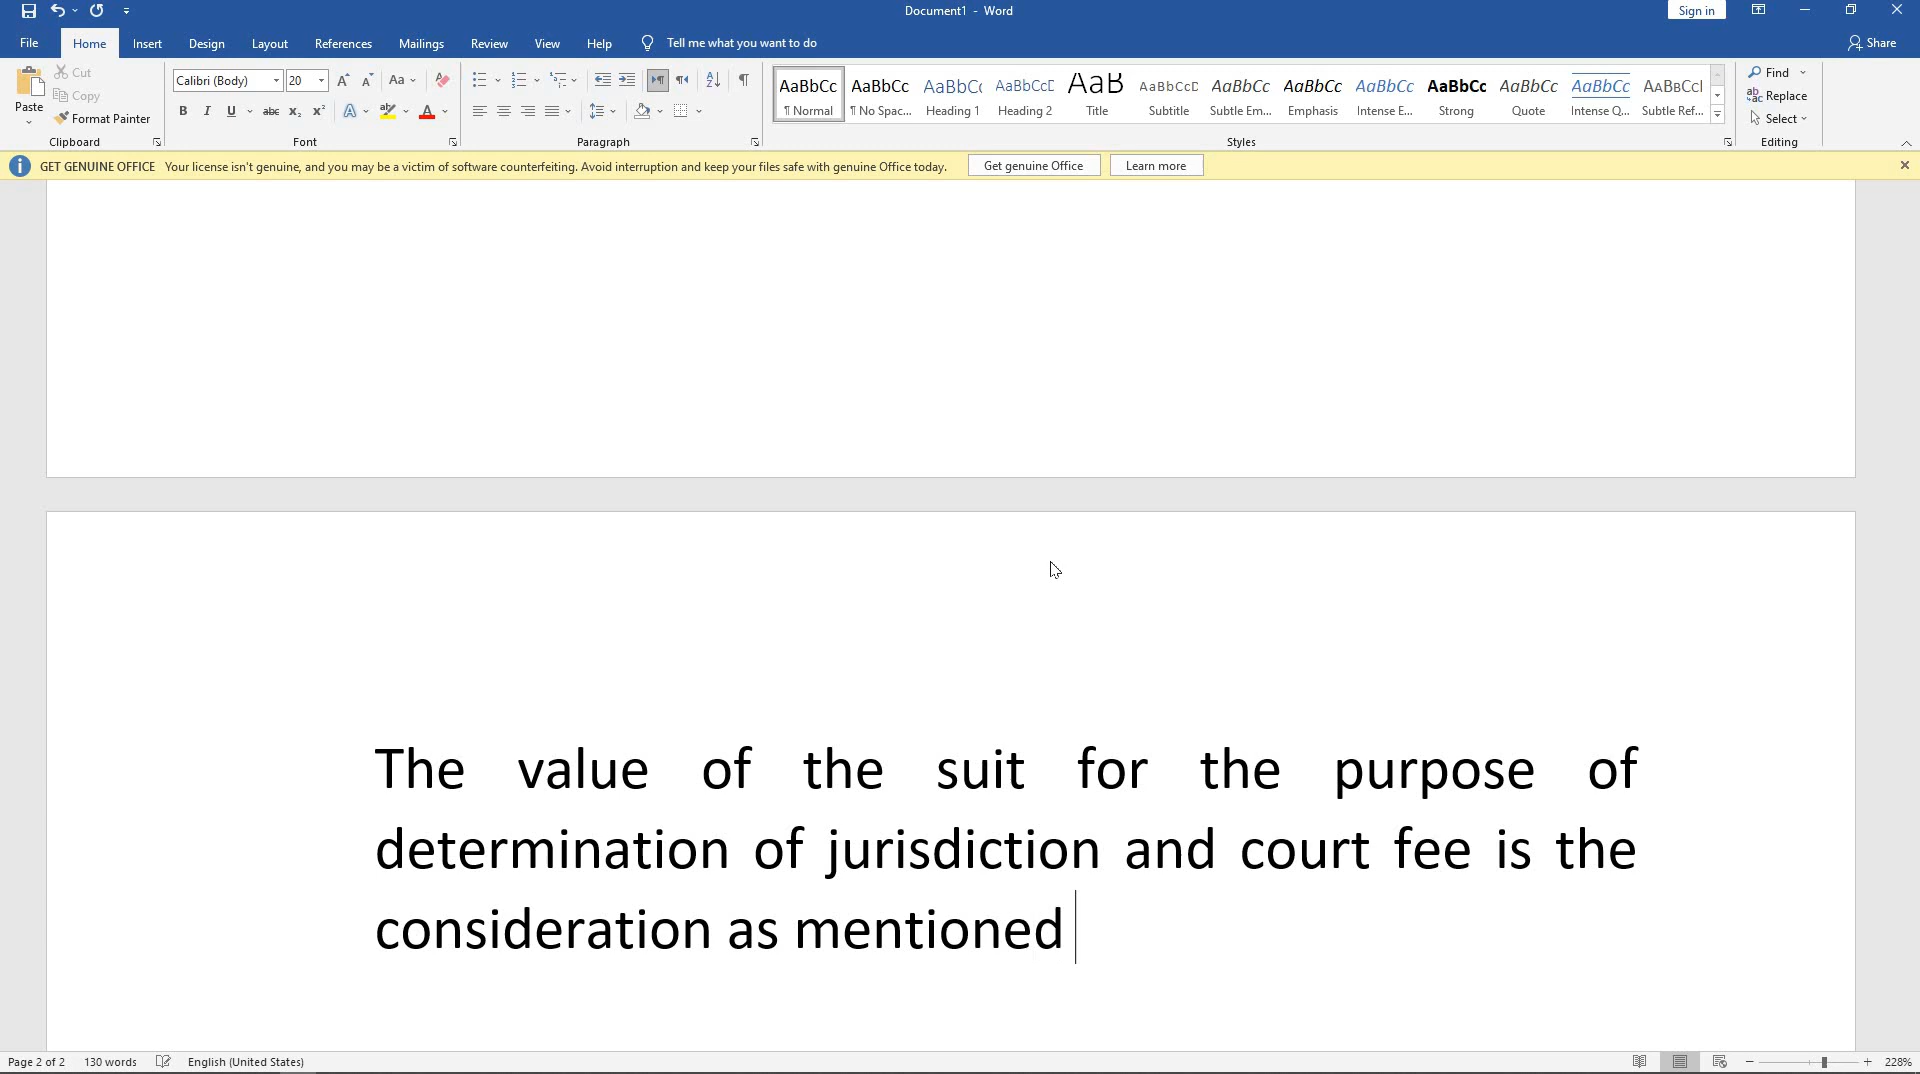 Document1 - Word
Sign in
File Home Insert Design Layout References Mailings Review View Help Tell me what you want to do Share
Paste
Cut
Copy
Format Painter
Clipboard
Calibri (Body) 20
Font
Paragraph
AaBbCc AaBbCc AaBbCc AaBbCcD AaB AaBbCcD AaBbCc AaBbCc AaBbCc AaBbCc AaBbCc AaBbCc AaBbCcI
¶ Normal ¶ No Spac... Heading 1 Heading 2 Title Subtitle Subtle Em... Emphasis Intense E... Strong Quote Intense Q... Subtle Ref...
Styles
Find
Replace
Select
Editing
GET GENUINE OFFICE Your license isn't genuine, and you may be a victim of software counterfeiting. Avoid interruption and keep your files safe with genuine Office today. Get genuine Office Learn more
The value of the suit for the purpose of
determination of jurisdiction and court fee is the
consideration as mentioned
Page 2 of 2 130 words English (United States) 228%